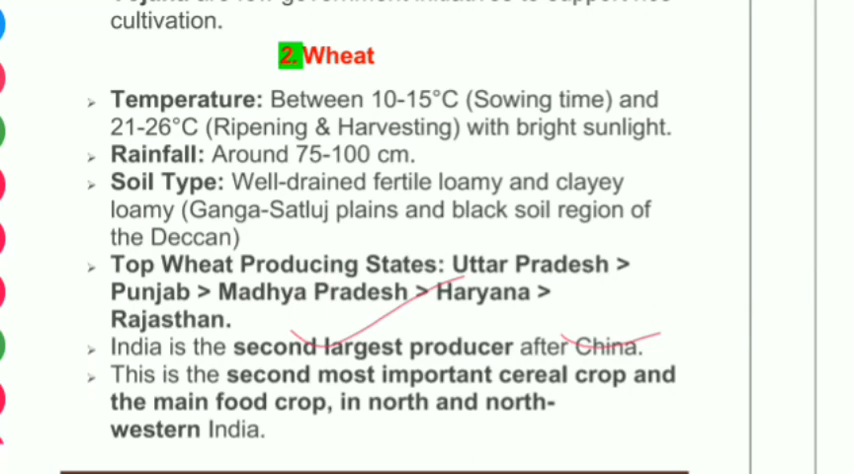 cultivation.
2.Wheat
➢ Temperature: Between 10-15°C (Sowing time) and
21-26°C (Ripening & Harvesting) with bright sunlight.
➢ Rainfall: Around 75-100 cm.
➢ Soil Type: Well-drained fertile loamy and clayey
loamy (Ganga-Satluj plains and black soil region of
the Deccan)
➢ Top Wheat Producing States: Uttar Pradesh >
Punjab > Madhya Pradesh > Haryana >
Rajasthan.
➢ India is the second largest producer after China.
➢ This is the second most important cereal crop and
the main food crop, in north and north-
western India.